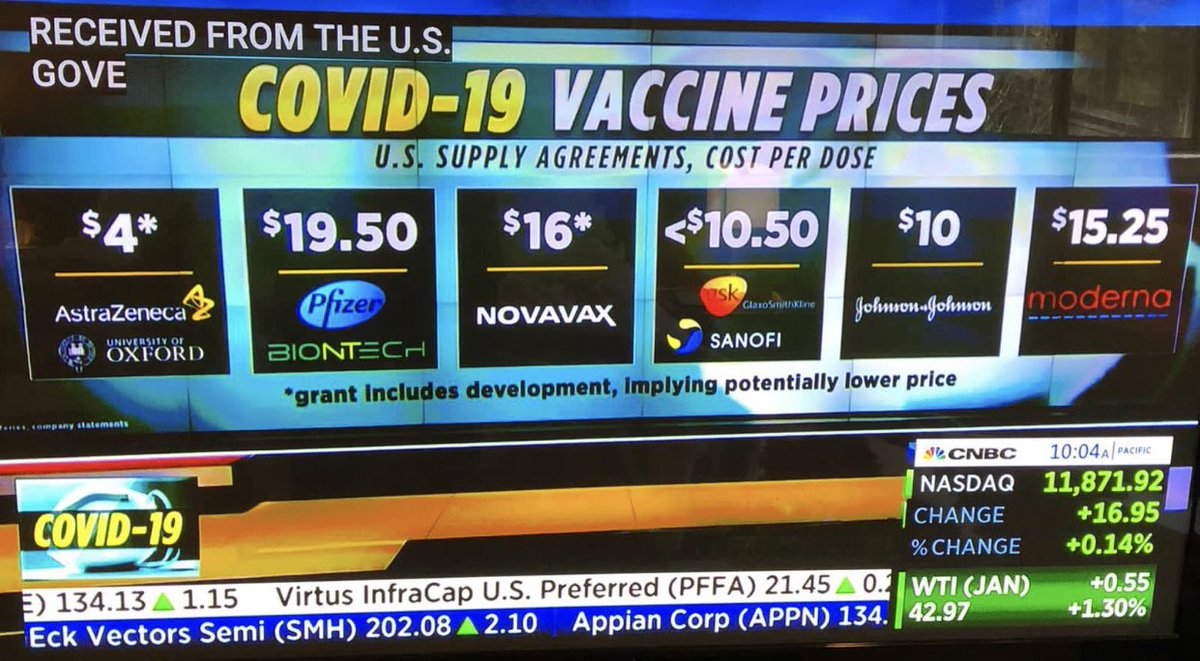 RECEIVED FROM THE U.S.
GOVE
COVID-19 VACCINE PRICES
U.S. SUPPLY AGREEMENTS, COST PER DOSE
$4*
AstraZeneca
UNIVERSITY OF
OXFORD
$19.50
Pfizer
BIONTECH
$16*
NOVAVAX
<$10.50
gsk
GlaxoSmithKline
SANOFI
$10
Johnson & Johnson
$15.25
moderna
*grant includes development, implying potentially lower price
company statements
COVID-19
CNBC 10:04A PACIFIC
NASDAQ 11,871.92
CHANGE +16.95
% CHANGE +0.14%
WTI (JAN) +0.55
42.97 +1.30%
E) 134.13 ▲ 1.15 Virtus InfraCap U.S. Preferred (PFFA) 21.45 ▲ 0.2
Eck Vectors Semi (SMH) 202.08 ▲ 2.10 Appian Corp (APPN) 134.